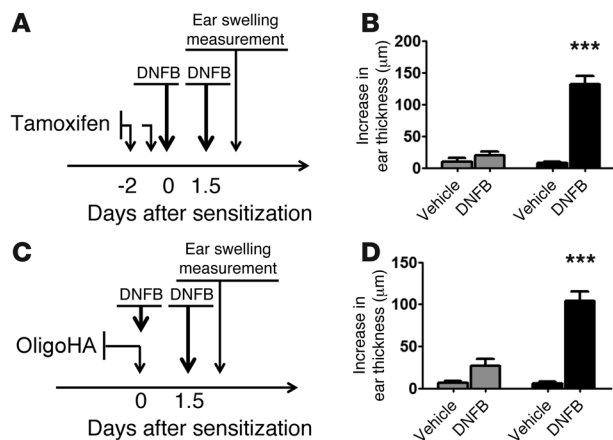 A
Ear swelling
measurement
DNFB DNFB
Tamoxifen
-2 0 1.5
Days after sensitization
B
Increase in
ear thickness (μm)
200
150
100
50
0
***
Vehicle DNFB Vehicle DNFB
C
Ear swelling
measurement
DNFB DNFB
OligoHA
0 1.5
Days after sensitization
D
Increase in
ear thickness (μm)
150
100
50
0
***
Vehicle DNFB Vehicle DNFB